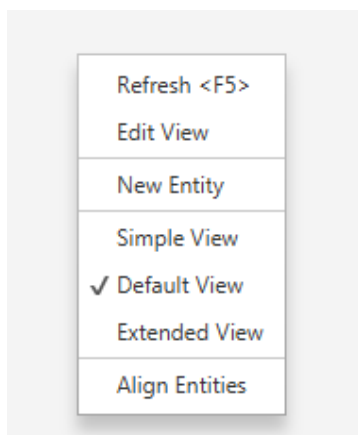 Refresh <F5>
Edit View
New Entity
Simple View
✓ Default View
Extended View
Align Entities